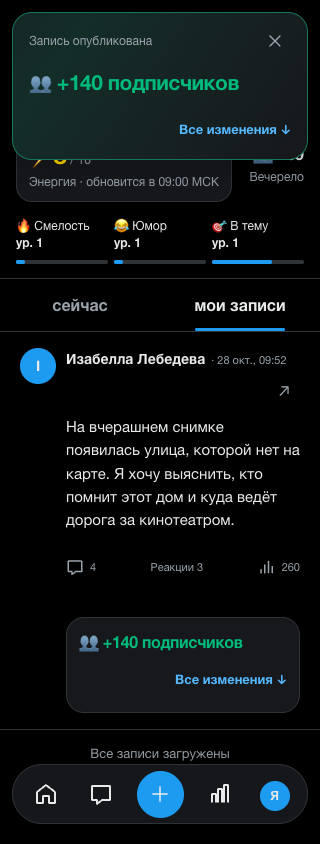 Запись опубликована
+140 подписчиков
Все изменения ↓
/ 10
Энергия · обновится в 09:00 МСК
Вечерело
Смелость
ур. 1
Юмор
ур. 1
В тему
ур. 1
сейчас
мои записи
I
Изабелла Лебедева · 28 окт., 09:52
На вчерашнем снимке
появилась улица, которой нет на
карте. Я хочу выяснить, кто
помнит этот дом и куда ведёт
дорога за кинотеатром.
4
Реакции 3
260
+140 подписчиков
Все изменения ↓
Все записи загружены
Я